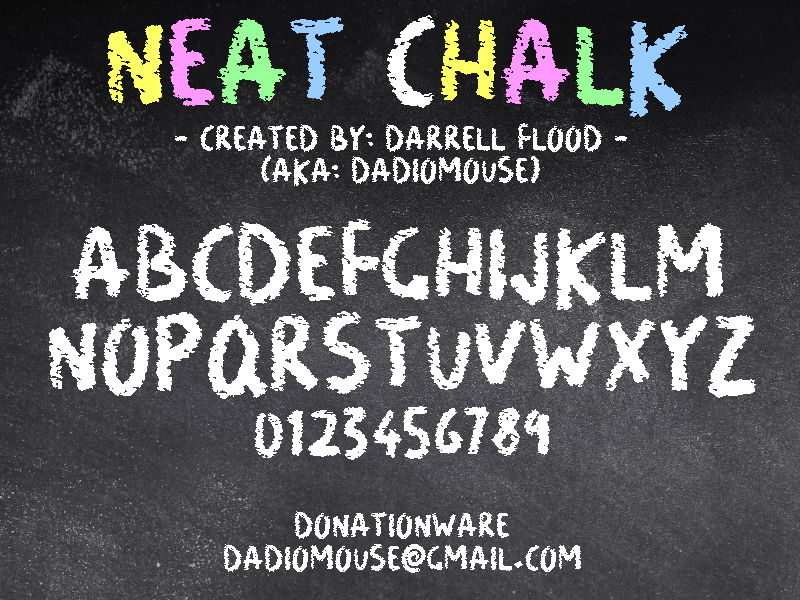 NEAT CHALK
- CREATED BY: DARRELL FLOOD -
(AKA: DADIOMOUSE)
ABCDEFGHIJKLM
NOPQRSTUVWXYZ
0123456789
DONATIONWARE
DADIOMOUSE@GMAIL.COM